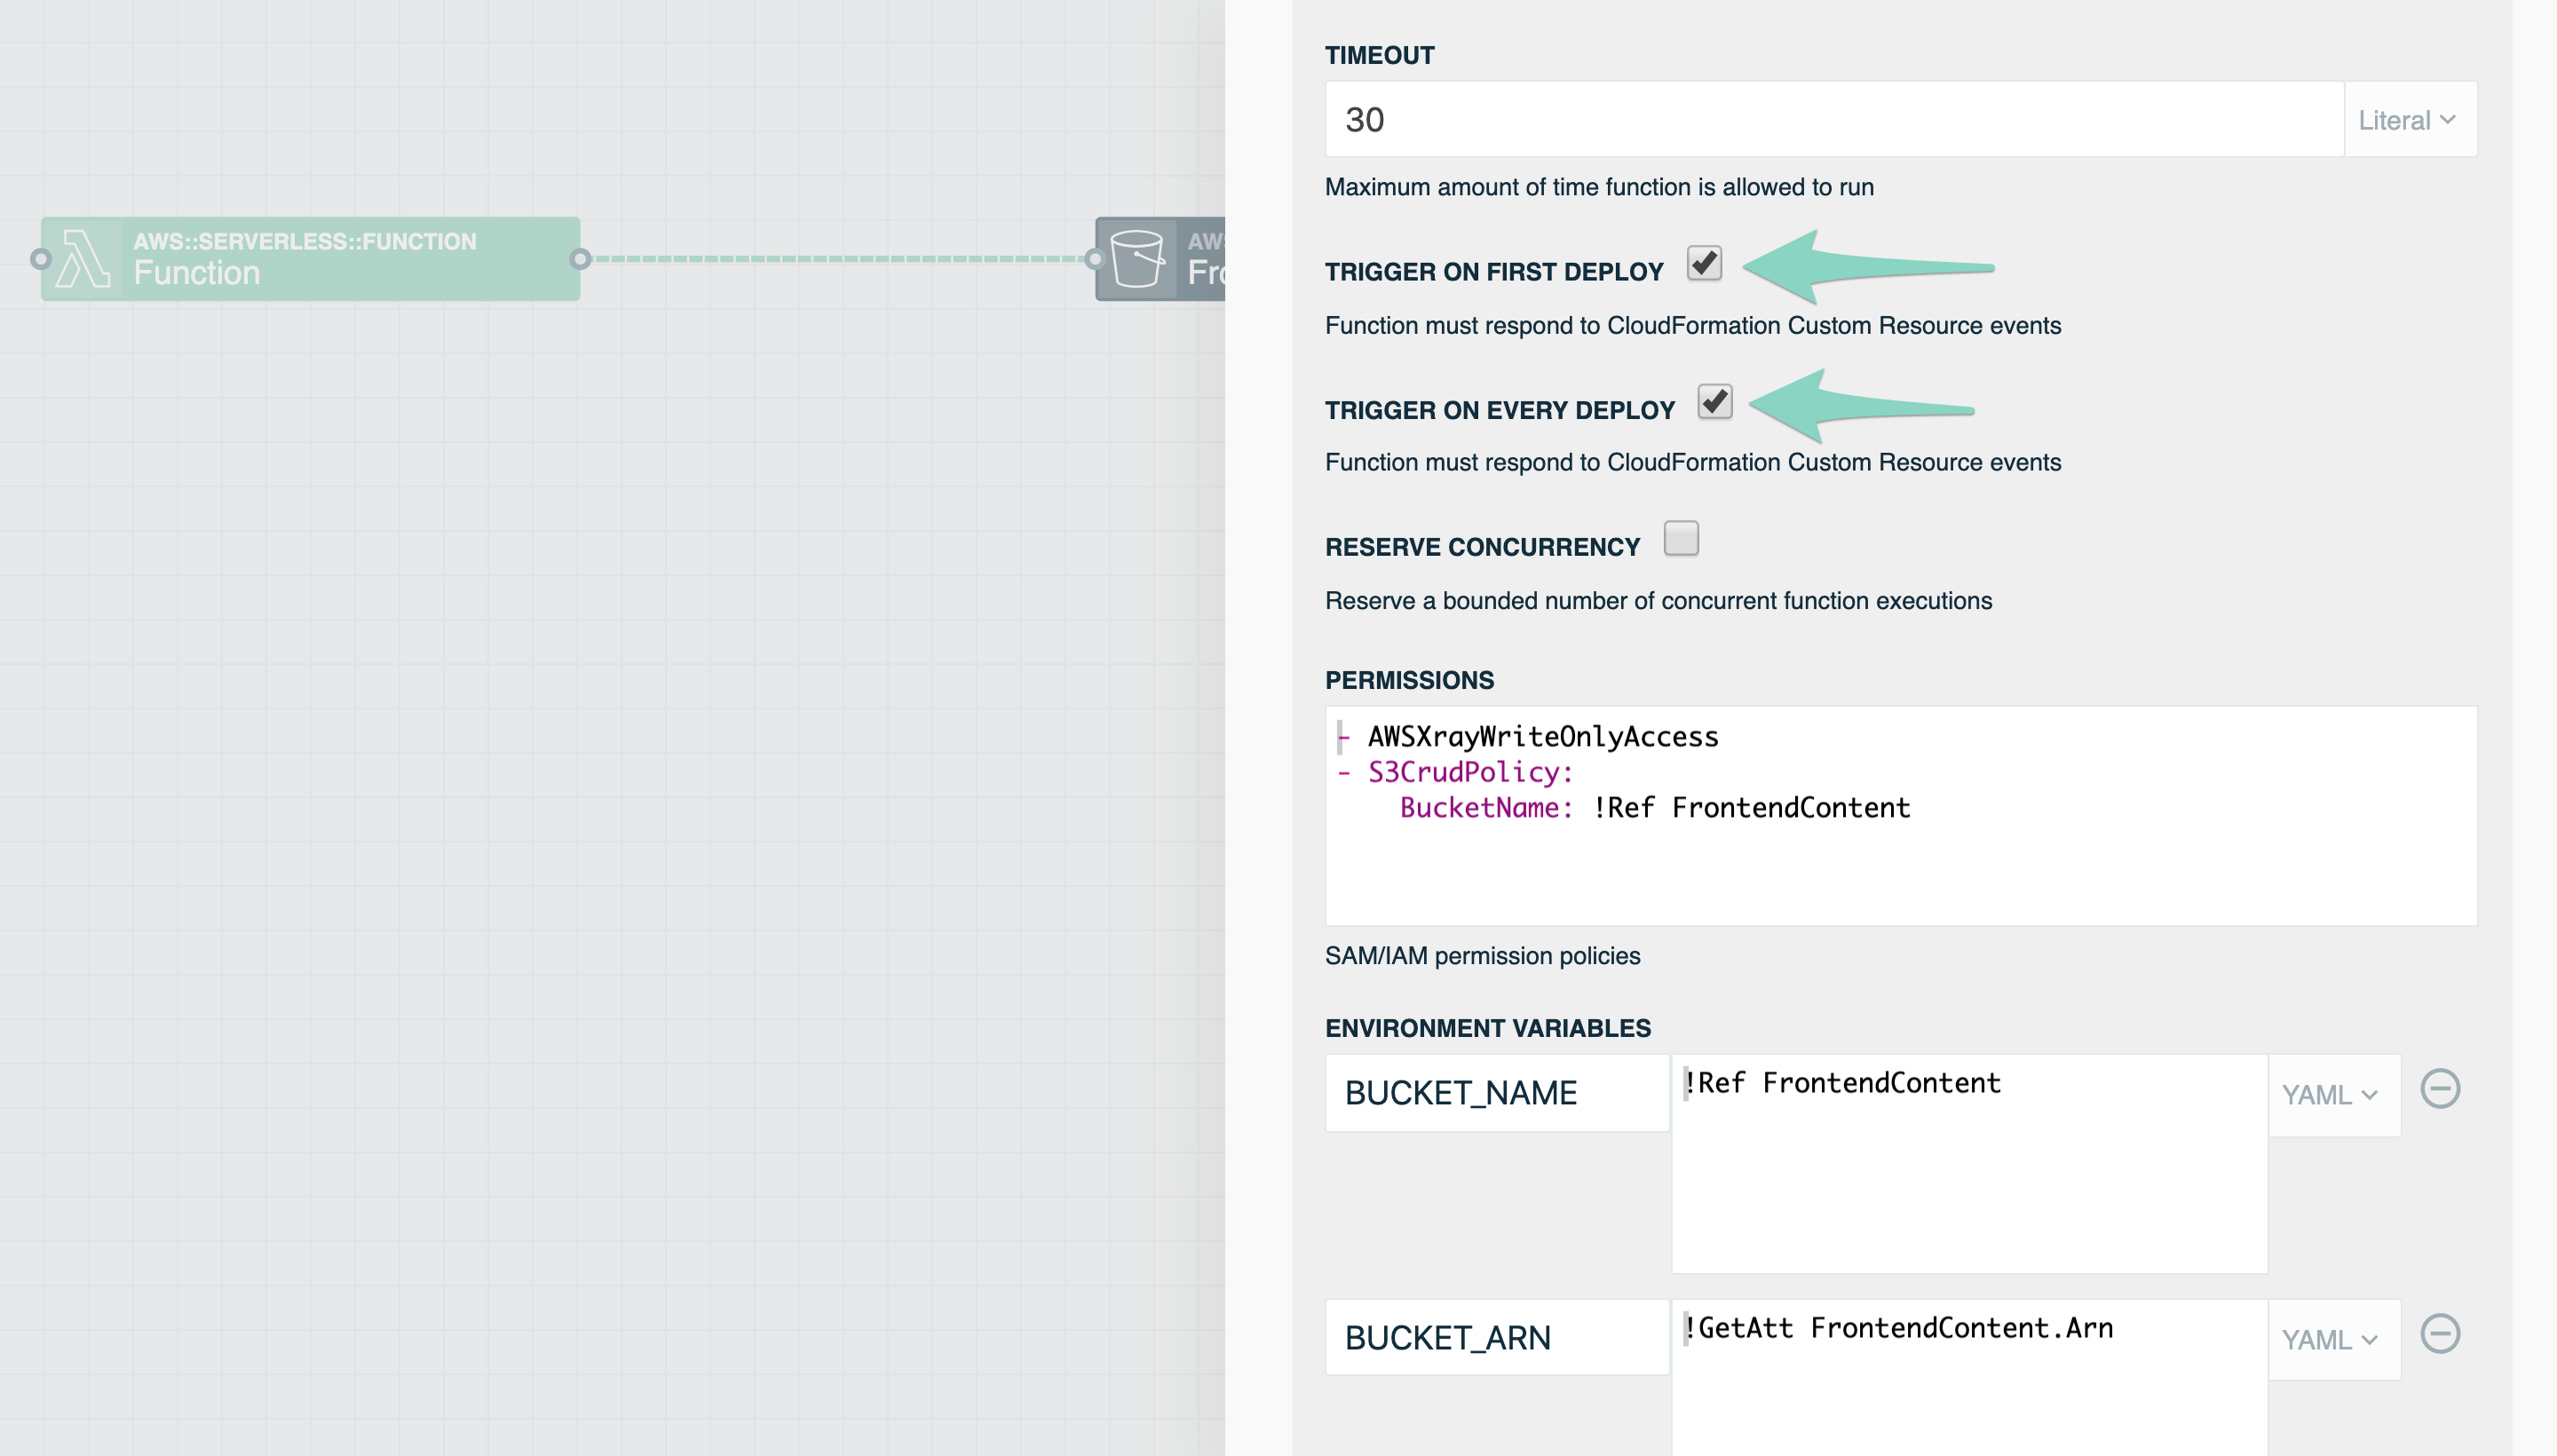 AWS::SERVERLESS::FUNCTION
Function
TIMEOUT
30
Literal
Maximum amount of time function is allowed to run
TRIGGER ON FIRST DEPLOY
Function must respond to CloudFormation Custom Resource events
TRIGGER ON EVERY DEPLOY
Function must respond to CloudFormation Custom Resource events
RESERVE CONCURRENCY
Reserve a bounded number of concurrent function executions
PERMISSIONS
- AWSXrayWriteOnlyAccess
- S3CrudPolicy:
BucketName: !Ref FrontendContent
SAM/IAM permission policies
ENVIRONMENT VARIABLES
BUCKET_NAME
!Ref FrontendContent
YAML
BUCKET_ARN
!GetAtt FrontendContent.Arn
YAML